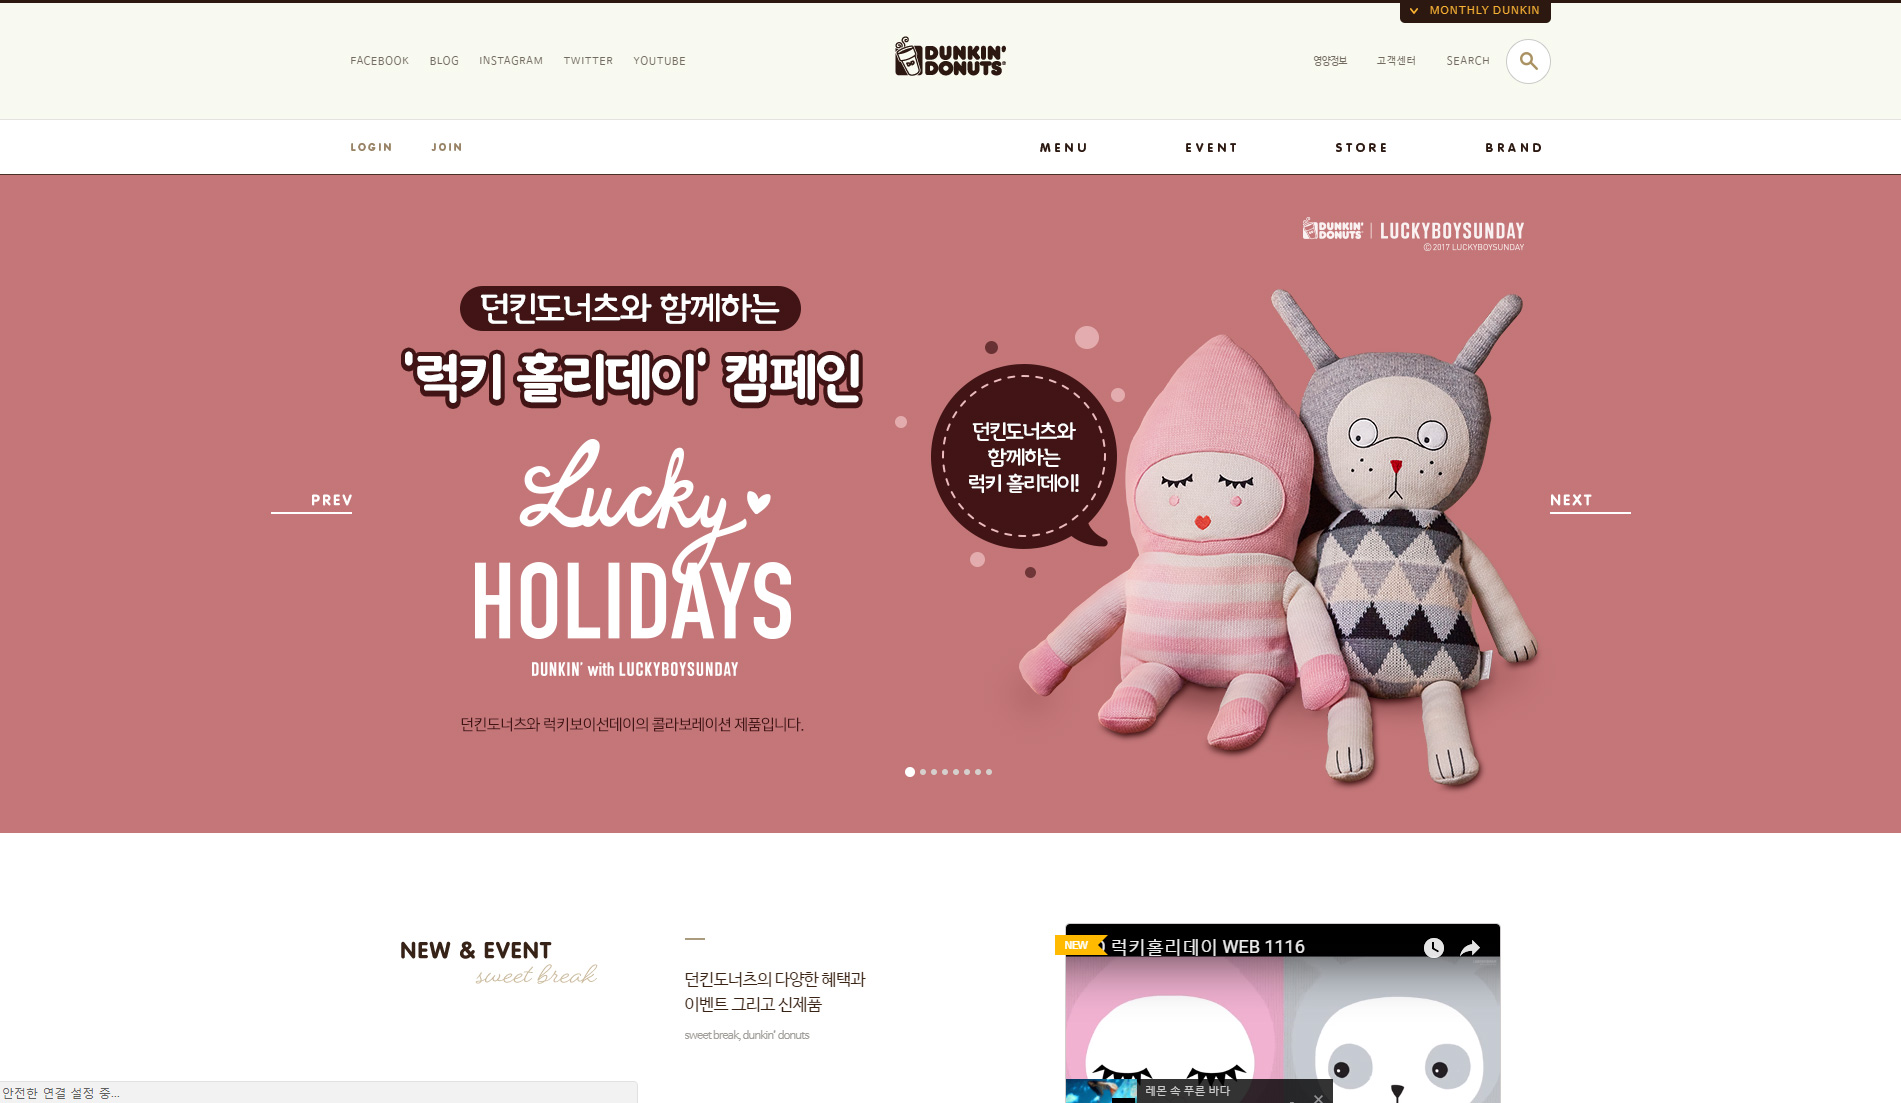 MONTHLY DUNKIN
FACEBOOK BLOG INSTAGRAM TWITTER YOUTUBE
DUNKIN'
DONUTS
영양정보 고객센터 SEARCH
LOGIN JOIN
MENU EVENT STORE BRAND
DUNKIN' DONUTS | LUCKYBOYSUNDAY
©2017 LUCKYBOYSUNDAY
던킨도너츠와 함께하는
'럭키 홀리데이' 캠페인
던킨도너츠와
함께하는
럭키 홀리데이!
Lucky
HOLIDAYS
PREV
NEXT
DUNKIN' with LUCKYBOYSUNDAY
던킨도너츠와 럭키보이선데이의 콜라보레이션 제품입니다.
NEW & EVENT
sweet break
던킨도너츠의 다양한 혜택과
이벤트 그리고 신제품
sweet break, dunkin' donuts
NEW
럭키홀리데이 WEB 1116
레몬 속 푸른 바다
안전한 연결 설정 중...